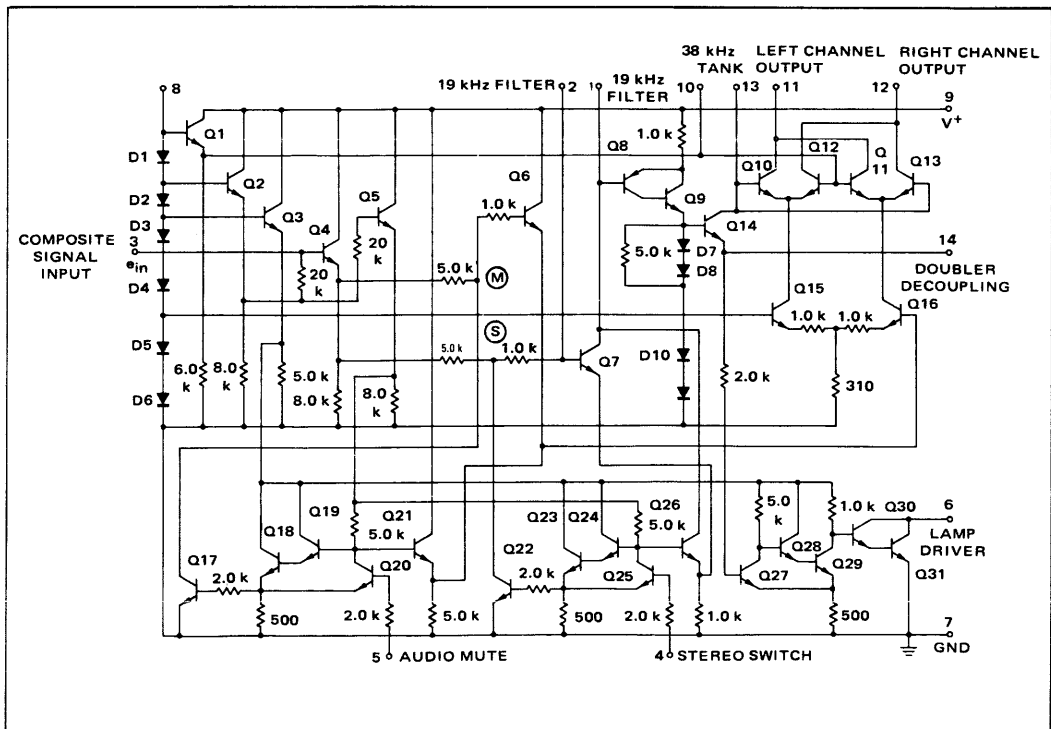 38 kHz LEFT CHANNEL RIGHT CHANNEL
TANK OUTPUT OUTPUT
8
19 kHz FILTER 2
1 19 kHz
FILTER
10 13 11 12
9
V+
Q1
1.0 k
D1
Q8
Q12
Q
11
Q10
Q13
Q2
Q6
D2
Q5
Q9
Q3
1.0 k
D3
Q4
Q14
COMPOSITE
SIGNAL
INPUT
3
ein
20 k
20
k
5.0 k
D7
D8
14
DOUBLER
DECOUPLING
5.0 k
M
D4
Q15
Q16
S
1.0 k
1.0 k
D5
5.0 k
1.0 k
Q7
D10
6.0
k
8.0
k
5.0 k
8.0 k
8.0
k
2.0 k
310
D6
Q19
Q21
Q26
Q23
Q24
5.0
k
1.0 k
Q30
6
LAMP
DRIVER
Q18
5.0 k
5.0 k
Q17
Q20
Q22
Q25
Q28
Q29
Q27
Q31
2.0 k
2.0 k
500
2.0 k
5.0 k
500
2.0 k
1.0 k
500
7
GND
5 AUDIO MUTE
4 STEREO SWITCH